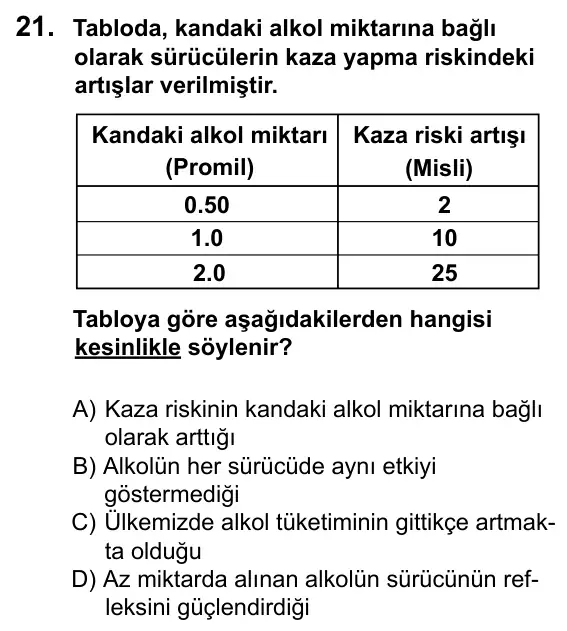 21. Tabloda, kandaki alkol miktarına bağlı
olarak sürücülerin kaza yapma riskindeki
artışlar verilmiştir.
Kandaki alkol miktarı Kaza riski artışı
(Promil) (Misli)
0.50 2
1.0 10
2.0 25
Tabloya göre aşağıdakilerden hangisi
kesinlikle söylenir?
A) Kaza riskinin kandaki alkol miktarına bağlı
olarak arttığı
B) Alkolün her sürücüde aynı etkiyi
göstermediği
C) Ülkemizde alkol tüketiminin gittikçe artmak-
ta olduğu
D) Az miktarda alınan alkolün sürücünün ref-
leksini güçlendirdiği